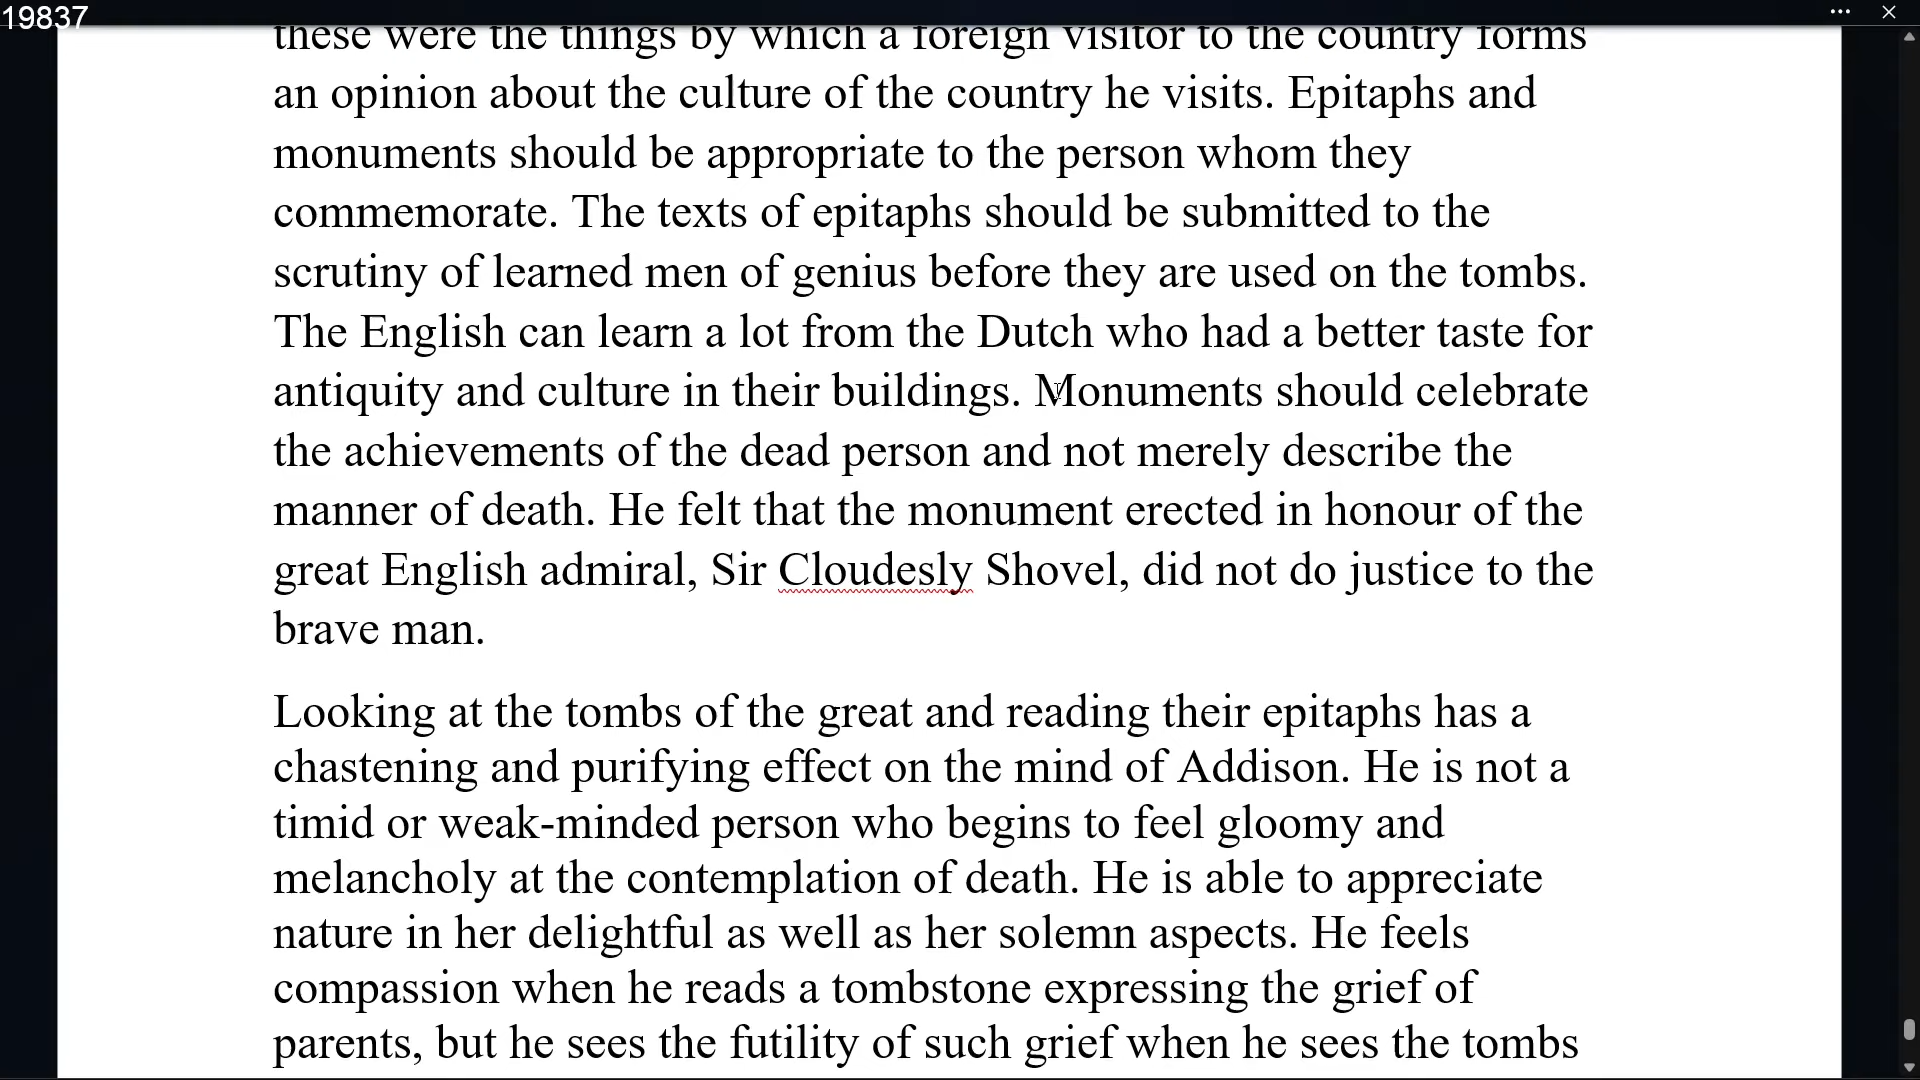 19837
these were the things by which a foreign visitor to the country forms
an opinion about the culture of the country he visits. Epitaphs and
monuments should be appropriate to the person whom they
commemorate. The texts of epitaphs should be submitted to the
scrutiny of learned men of genius before they are used on the tombs.
The English can learn a lot from the Dutch who had a better taste for
antiquity and culture in their buildings. Monuments should celebrate
the achievements of the dead person and not merely describe the
manner of death. He felt that the monument erected in honour of the
great English admiral, Sir Cloudesly Shovel, did not do justice to the
brave man.
Looking at the tombs of the great and reading their epitaphs has a
chastening and purifying effect on the mind of Addison. He is not a
timid or weak-minded person who begins to feel gloomy and
melancholy at the contemplation of death. He is able to appreciate
nature in her delightful as well as her solemn aspects. He feels
compassion when he reads a tombstone expressing the grief of
parents, but he sees the futility of such grief when he sees the tombs